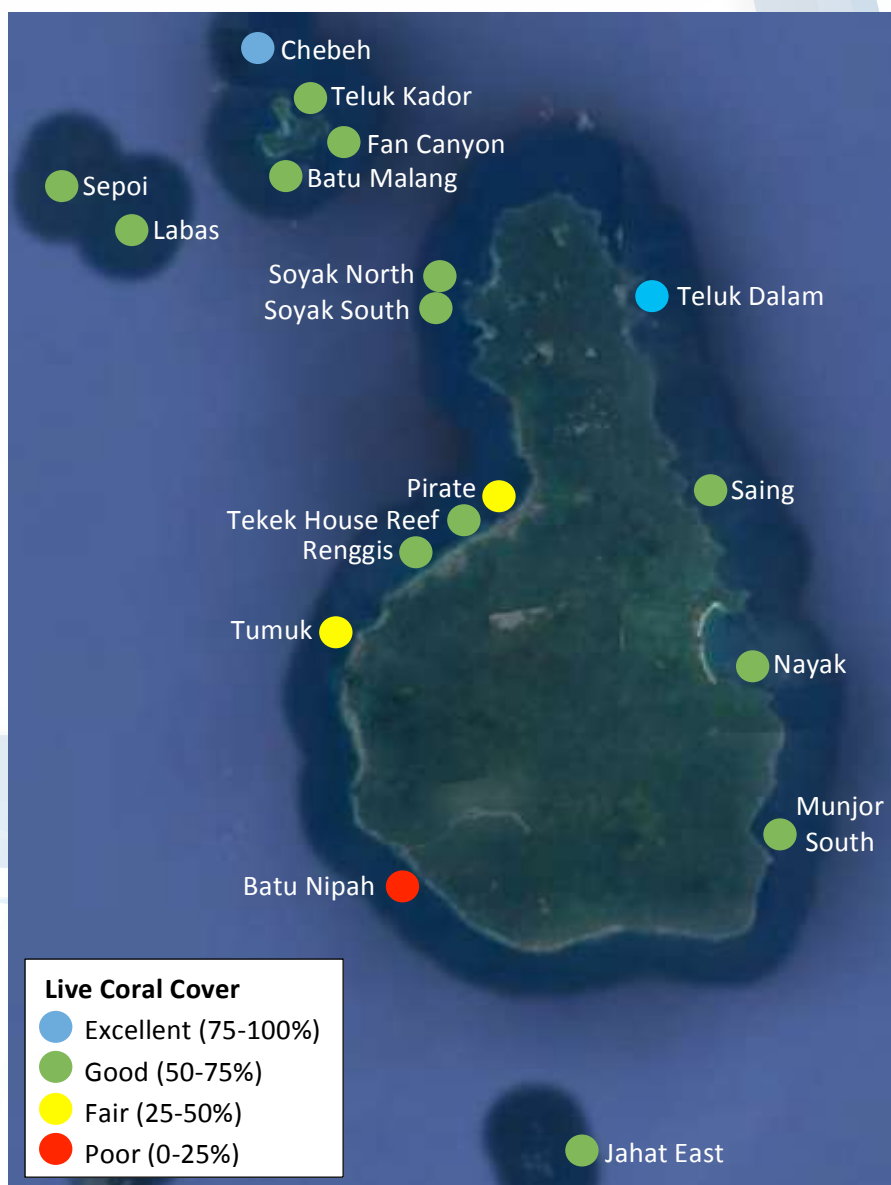 Chebeh
Teluk Kador
Fan Canyon
Batu Malang
Sepoi
Labas
Soyak North
Soyak South
Teluk Dalam
Pirate
Saing
Tekek House Reef
Renggis
Tumuk
Nayak
Munjor
South
Batu Nipah
Live Coral Cover
Excellent (75-100%)
Good (50-75%)
Fair (25-50%)
Poor (0-25%)
Jahat East